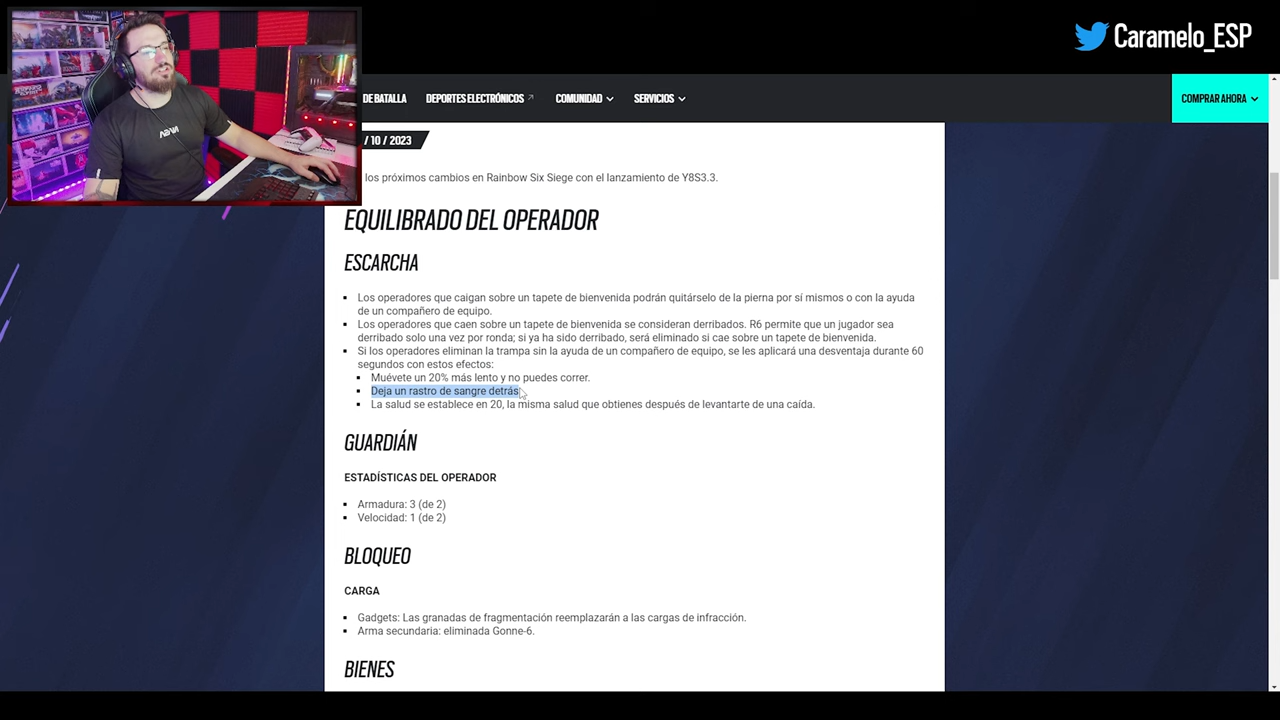 Caramelo_ESP
DE BATALLA
DEPORTES ELECTRÓNICOS
COMUNIDAD
SERVICIOS
COMPRAR AHORA
/ 10 / 2023
los próximos cambios en Rainbow Six Siege con el lanzamiento de Y8S3.3.
EQUILIBRADO DEL OPERADOR
ESCARCHA
Los operadores que caigan sobre un tapete de bienvenida podrán quitárselo de la pierna por sí mismos o con la ayuda
de un compañero de equipo.
Los operadores que caen sobre un tapete de bienvenida se consideran derribados. R6 permite que un jugador sea
derribado solo una vez por ronda; si ya ha sido derribado, será eliminado si cae sobre un tapete de bienvenida.
Si los operadores eliminan la trampa sin la ayuda de un compañero de equipo, se les aplicará una desventaja durante 60
segundos con estos efectos:
Muévete un 20% más lento y no puedes correr.
Deja un rastro de sangre detrás
La salud se establece en 20, la misma salud que obtienes después de levantarte de una caída.
GUARDIÁN
ESTADÍSTICAS DEL OPERADOR
Armadura: 3 (de 2)
Velocidad: 1 (de 2)
BLOQUEO
CARGA
Gadgets: Las granadas de fragmentación reemplazarán a las cargas de infracción.
Arma secundaria: eliminada Gonne-6.
BIENES